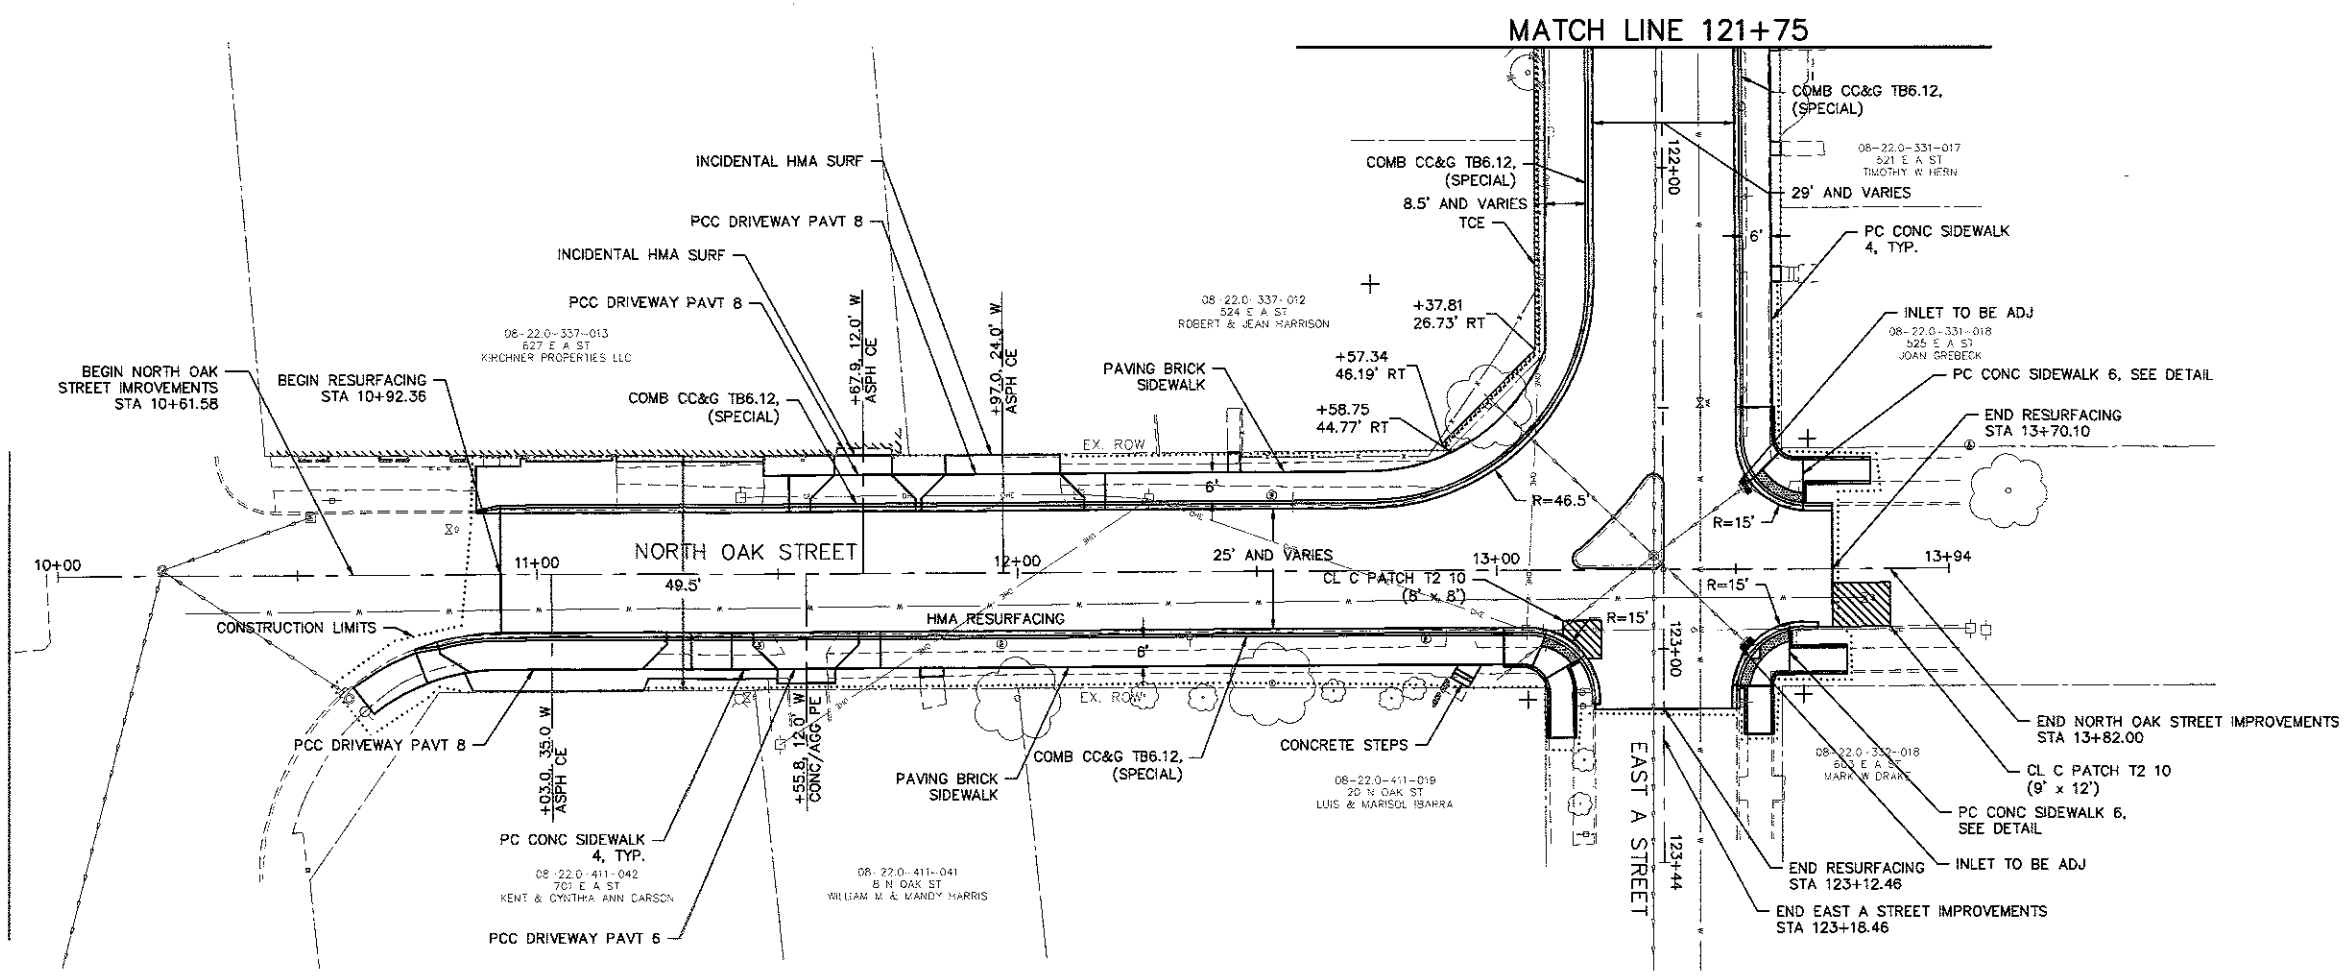 MATCH LINE 121+75
COMB CC&G TB6.12,
(SPECIAL)
08-22.0-331-017
521 E A ST
TIMOTHY W HERN
INCIDENTAL HMA SURF
COMB CC&G TB6.12,
(SPECIAL)
122+00
29' AND VARIES
8.5' AND VARIES
TCE
PCC DRIVEWAY PAVT 8
6'
PC CONC SIDEWALK
4, TYP.
INCIDENTAL HMA SURF
PCC DRIVEWAY PAVT 8
+67.9, 12.0' W
ASPH CE
+97.0, 24.0' W
ASPH CE
08-22.0-337-012
524 E A ST
ROBERT & JEAN HARRISON
+37.81
26.73' RT
INLET TO BE ADJ
08-22.0-331-018
525 E A ST
JOAN GREBECK
08-22.0-337-013
627 E A ST
KIRCHNER PROPERTIES LLC
+57.34
46.19' RT
BEGIN NORTH OAK
STREET IMROVEMENTS
STA 10+61.58
BEGIN RESURFACING
STA 10+92.36
PAVING BRICK
SIDEWALK
PC CONC SIDEWALK 6, SEE DETAIL
COMB CC&G TB6.12,
(SPECIAL)
+58.75
44.77' RT
END RESURFACING
STA 13+70.10
EX. ROW
6'
R=46.5'
R=15'
NORTH OAK STREET
10+00
11+00
12+00
25' AND VARIES
13+00
13+94
49.5'
CL C PATCH T2 10
(8' x 8')
R=15'
CONSTRUCTION LIMITS
HMA RESURFACING
R=15'
123+00
6'
EX. ROW
PCC DRIVEWAY PAVT 8
+03.0, 35.0' W
ASPH CE
+55.8, 12.0' W
CONC/AGG PE
COMB CC&G TB6.12,
(SPECIAL)
CONCRETE STEPS
EAST A STREET
END NORTH OAK STREET IMPROVEMENTS
STA 13+82.00
PAVING BRICK
SIDEWALK
08-22.0-411-019
20 N OAK ST
LUIS & MARISOL IBARRA
08-22.0-332-018
603 E A ST
MARK W DRAKE
CL C PATCH T2 10
(9' x 12')
PC CONC SIDEWALK 6,
SEE DETAIL
PC CONC SIDEWALK
4, TYP.
08-22.0-411-042
701 E A ST
KENT & CYNTHIA ANN CARSON
08-22.0-411-041
8 N OAK ST
WILLIAM M & MANDY HARRIS
123+44
END RESURFACING
STA 123+12.46
INLET TO BE ADJ
END EAST A STREET IMPROVEMENTS
STA 123+18.46
PCC DRIVEWAY PAVT 6